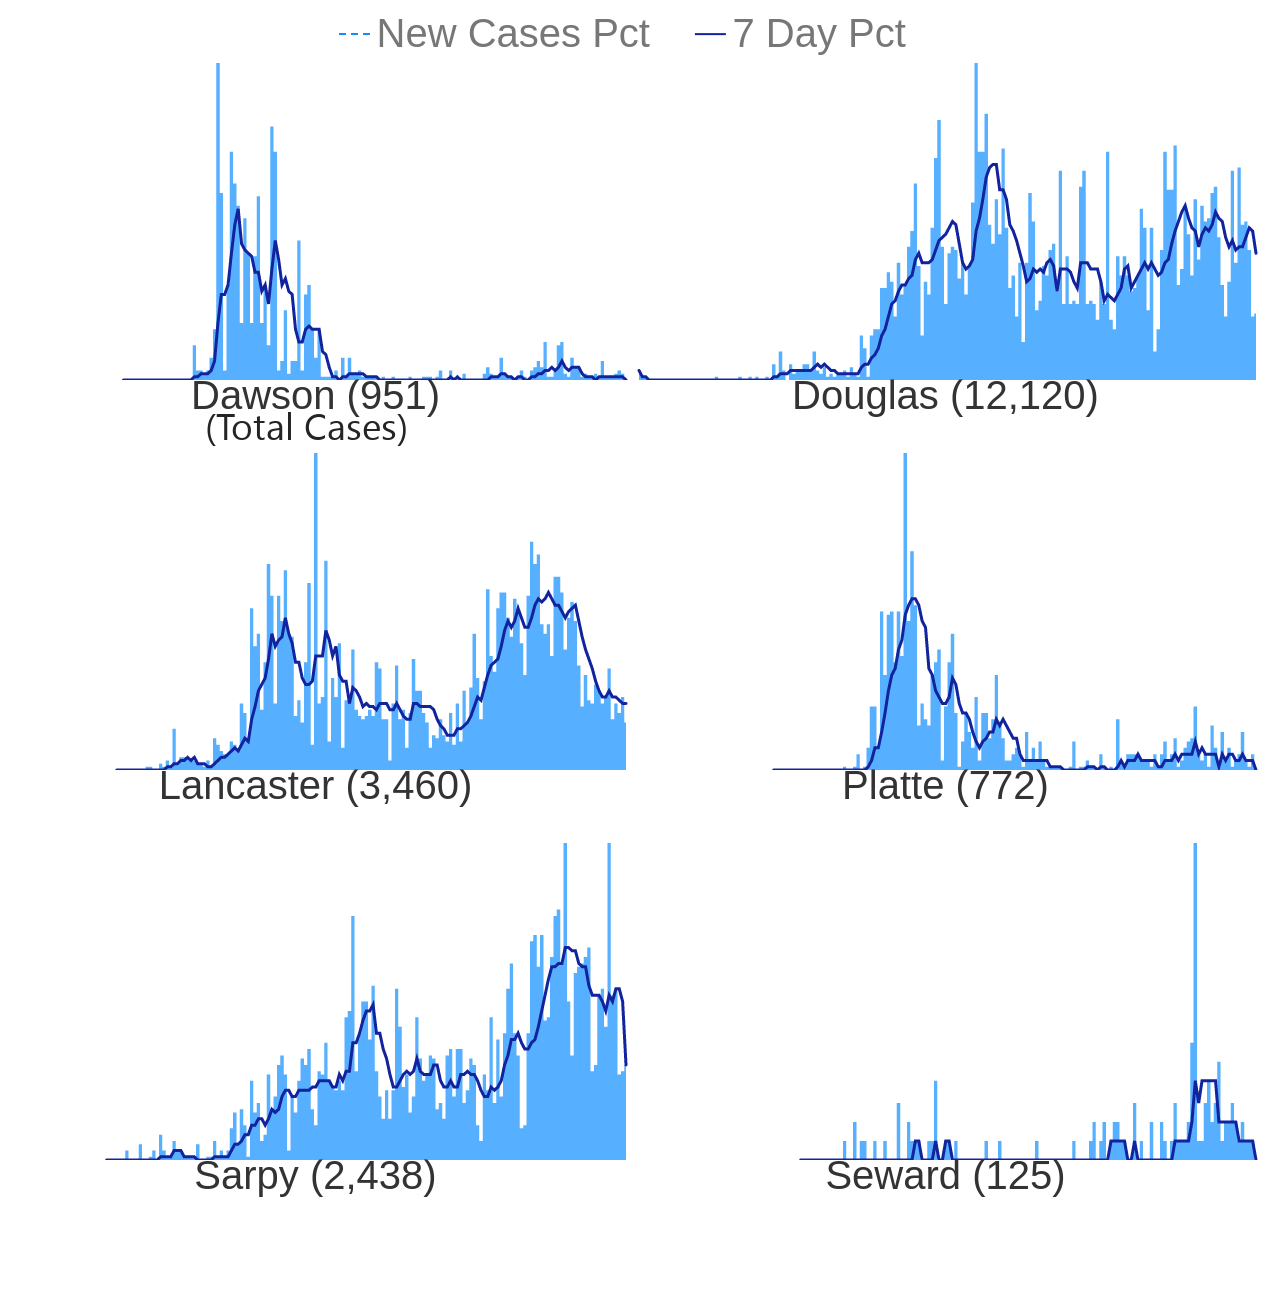 New Cases Pct 7 Day Pct
Dawson (951) Douglas (12,120)
(Total Cases)
Lancaster (3,460) Platte (772)
Sarpy (2,438) Seward (125)